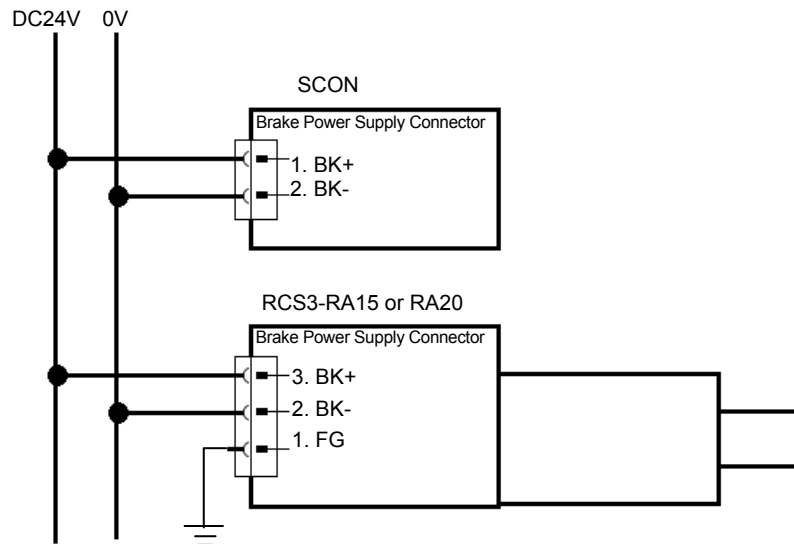 DC24V 0V
SCON
Brake Power Supply Connector
1. BK+
2. BK-
RCS3-RA15 or RA20
Brake Power Supply Connector
3. BK+
2. BK-
1. FG